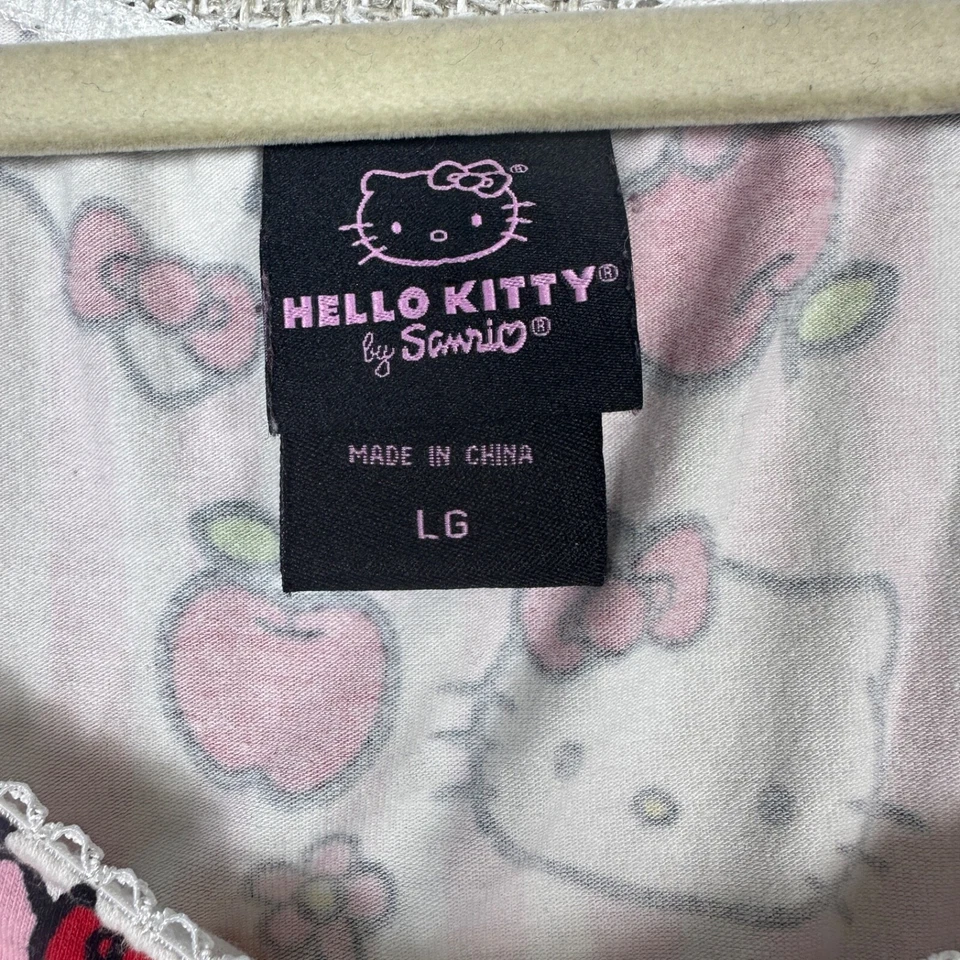 ®
HELLO KITTY®
by Sanrio®
MADE IN CHINA
LG